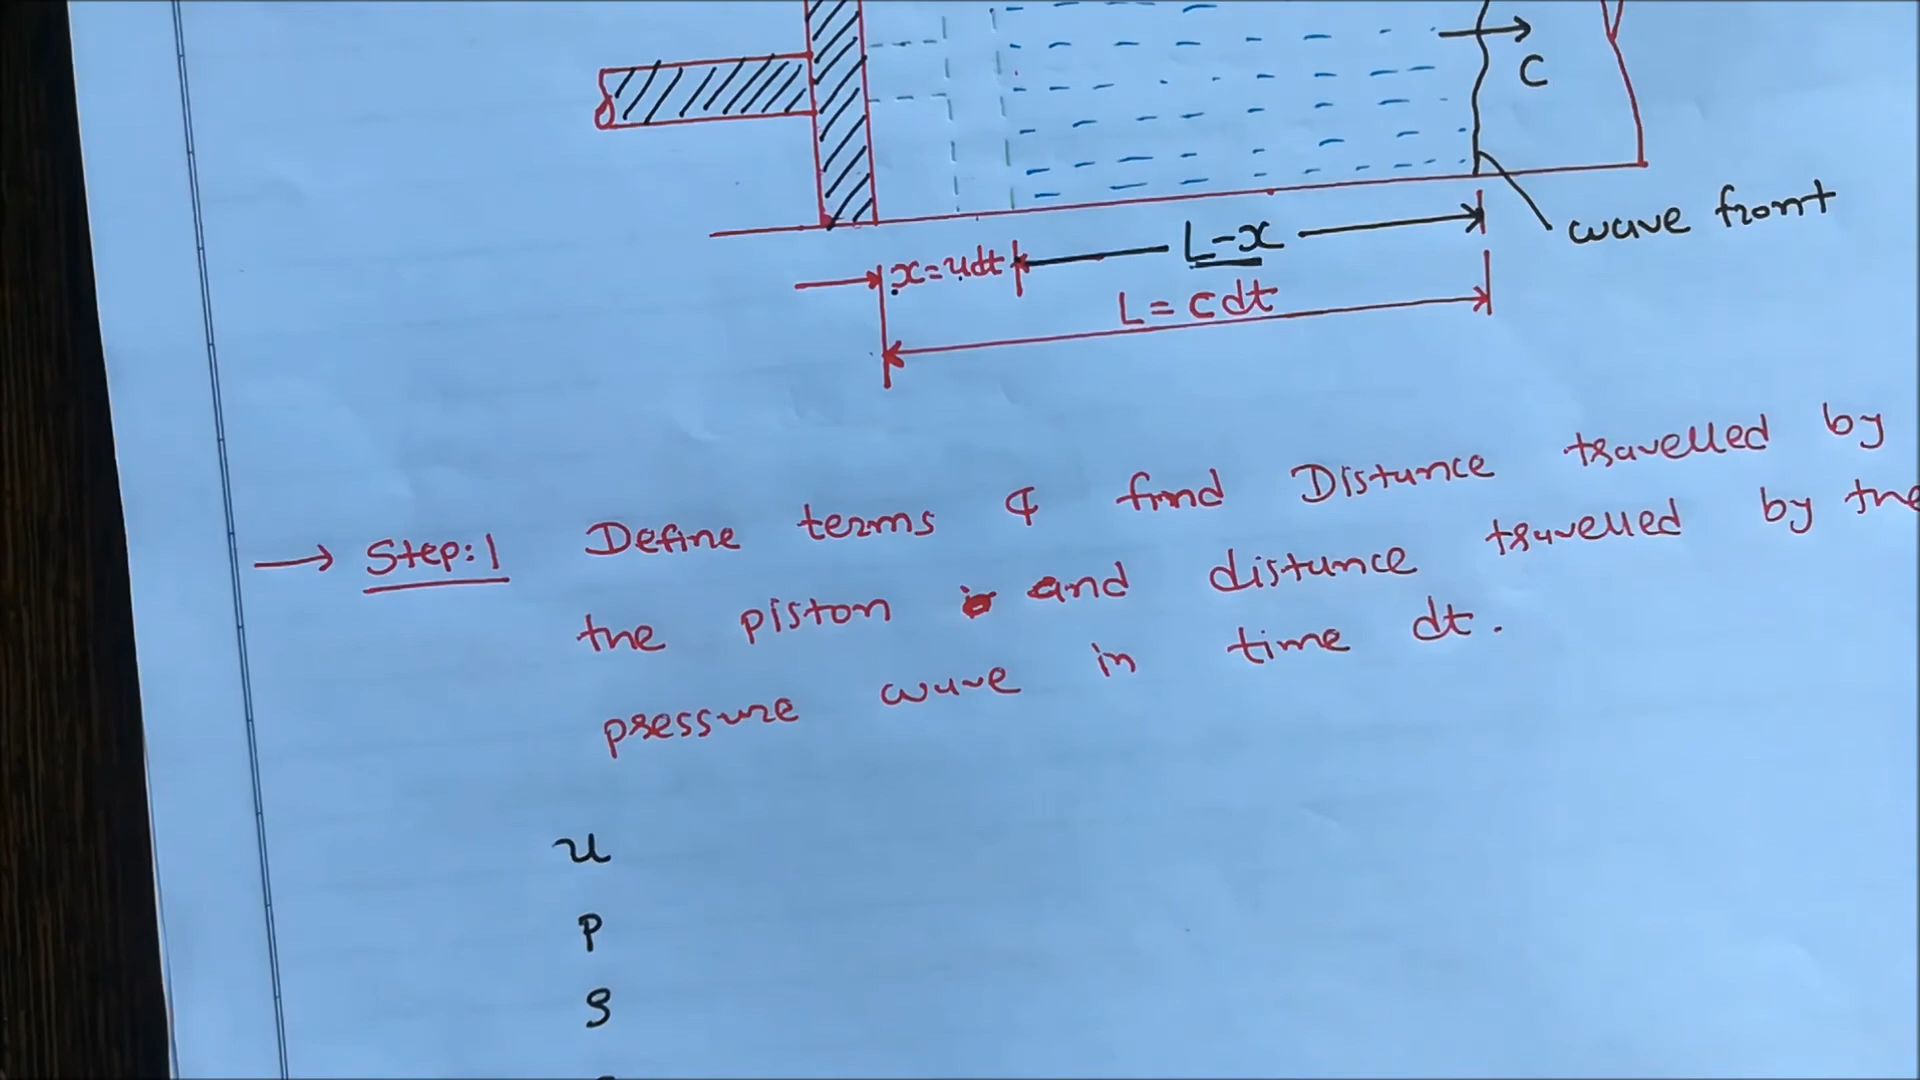 C
wave front
x=udt
L-x
L= cdt
→ Step:1 Define terms & find Distance travelled by
the piston and distance travelled by the
pressure wave in time dt.
u
P
ρ